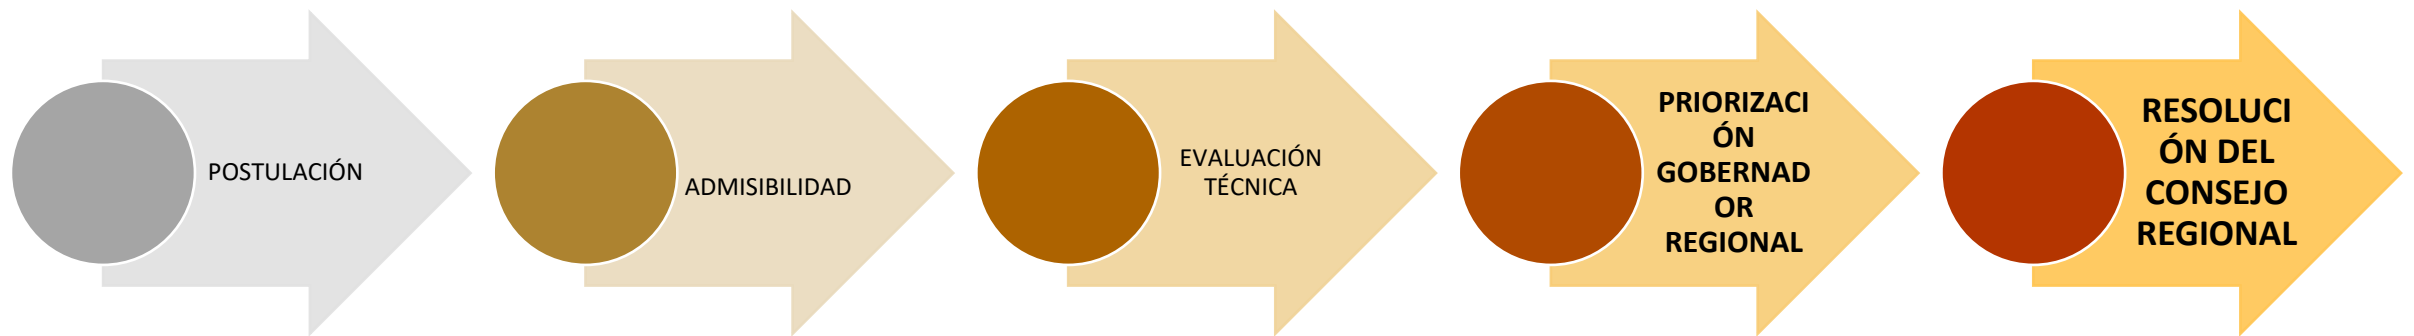 POSTULACIÓN
ADMISIBILIDAD
EVALUACIÓN
TÉCNICA
PRIORIZACI
ÓN
GOBERNAD
OR
REGIONAL
RESOLUCI
ÓN DEL
CONSEJO
REGIONAL